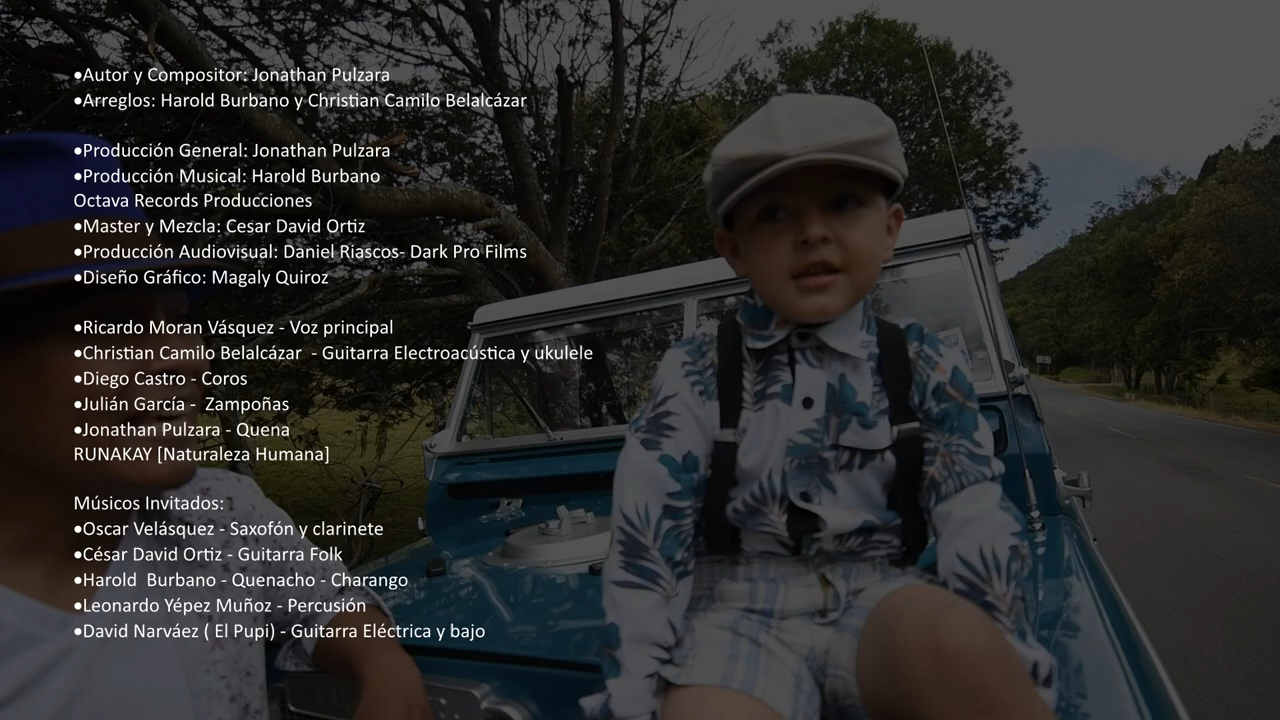 •Autor y Compositor: Jonathan Pulzara
•Arreglos: Harold Burbano y Christian Camilo Belalcázar
•Producción General: Jonathan Pulzara
•Producción Musical: Harold Burbano
Octava Records Producciones
•Master y Mezcla: Cesar David Ortiz
•Producción Audiovisual: Daniel Riascos- Dark Pro Films
•Diseño Gráfico: Magaly Quiroz
•Ricardo Moran Vásquez - Voz principal
•Christian Camilo Belalcázar  - Guitarra Electroacústica y ukulele
•Diego Castro - Coros
•Julián García -  Zampoñas
•Jonathan Pulzara - Quena
RUNAKAY [Naturaleza Humana]
Músicos Invitados:
•Oscar Velásquez - Saxofón y clarinete
•César David Ortiz - Guitarra Folk
•Harold  Burbano - Quenacho - Charango
•Leonardo Yépez Muñoz - Percusión
•David Narváez ( El Pupi) - Guitarra Eléctrica y bajo